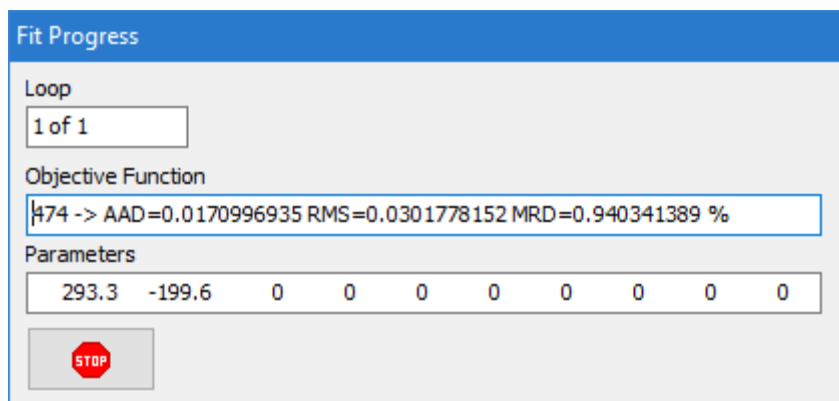 Fit Progress
Loop
1 of 1
Objective Function
474 -> AAD=0.0170996935 RMS=0.0301778152 MRD=0.940341389 %
Parameters
293.3 -199.6 0 0 0 0 0 0 0 0
STOP